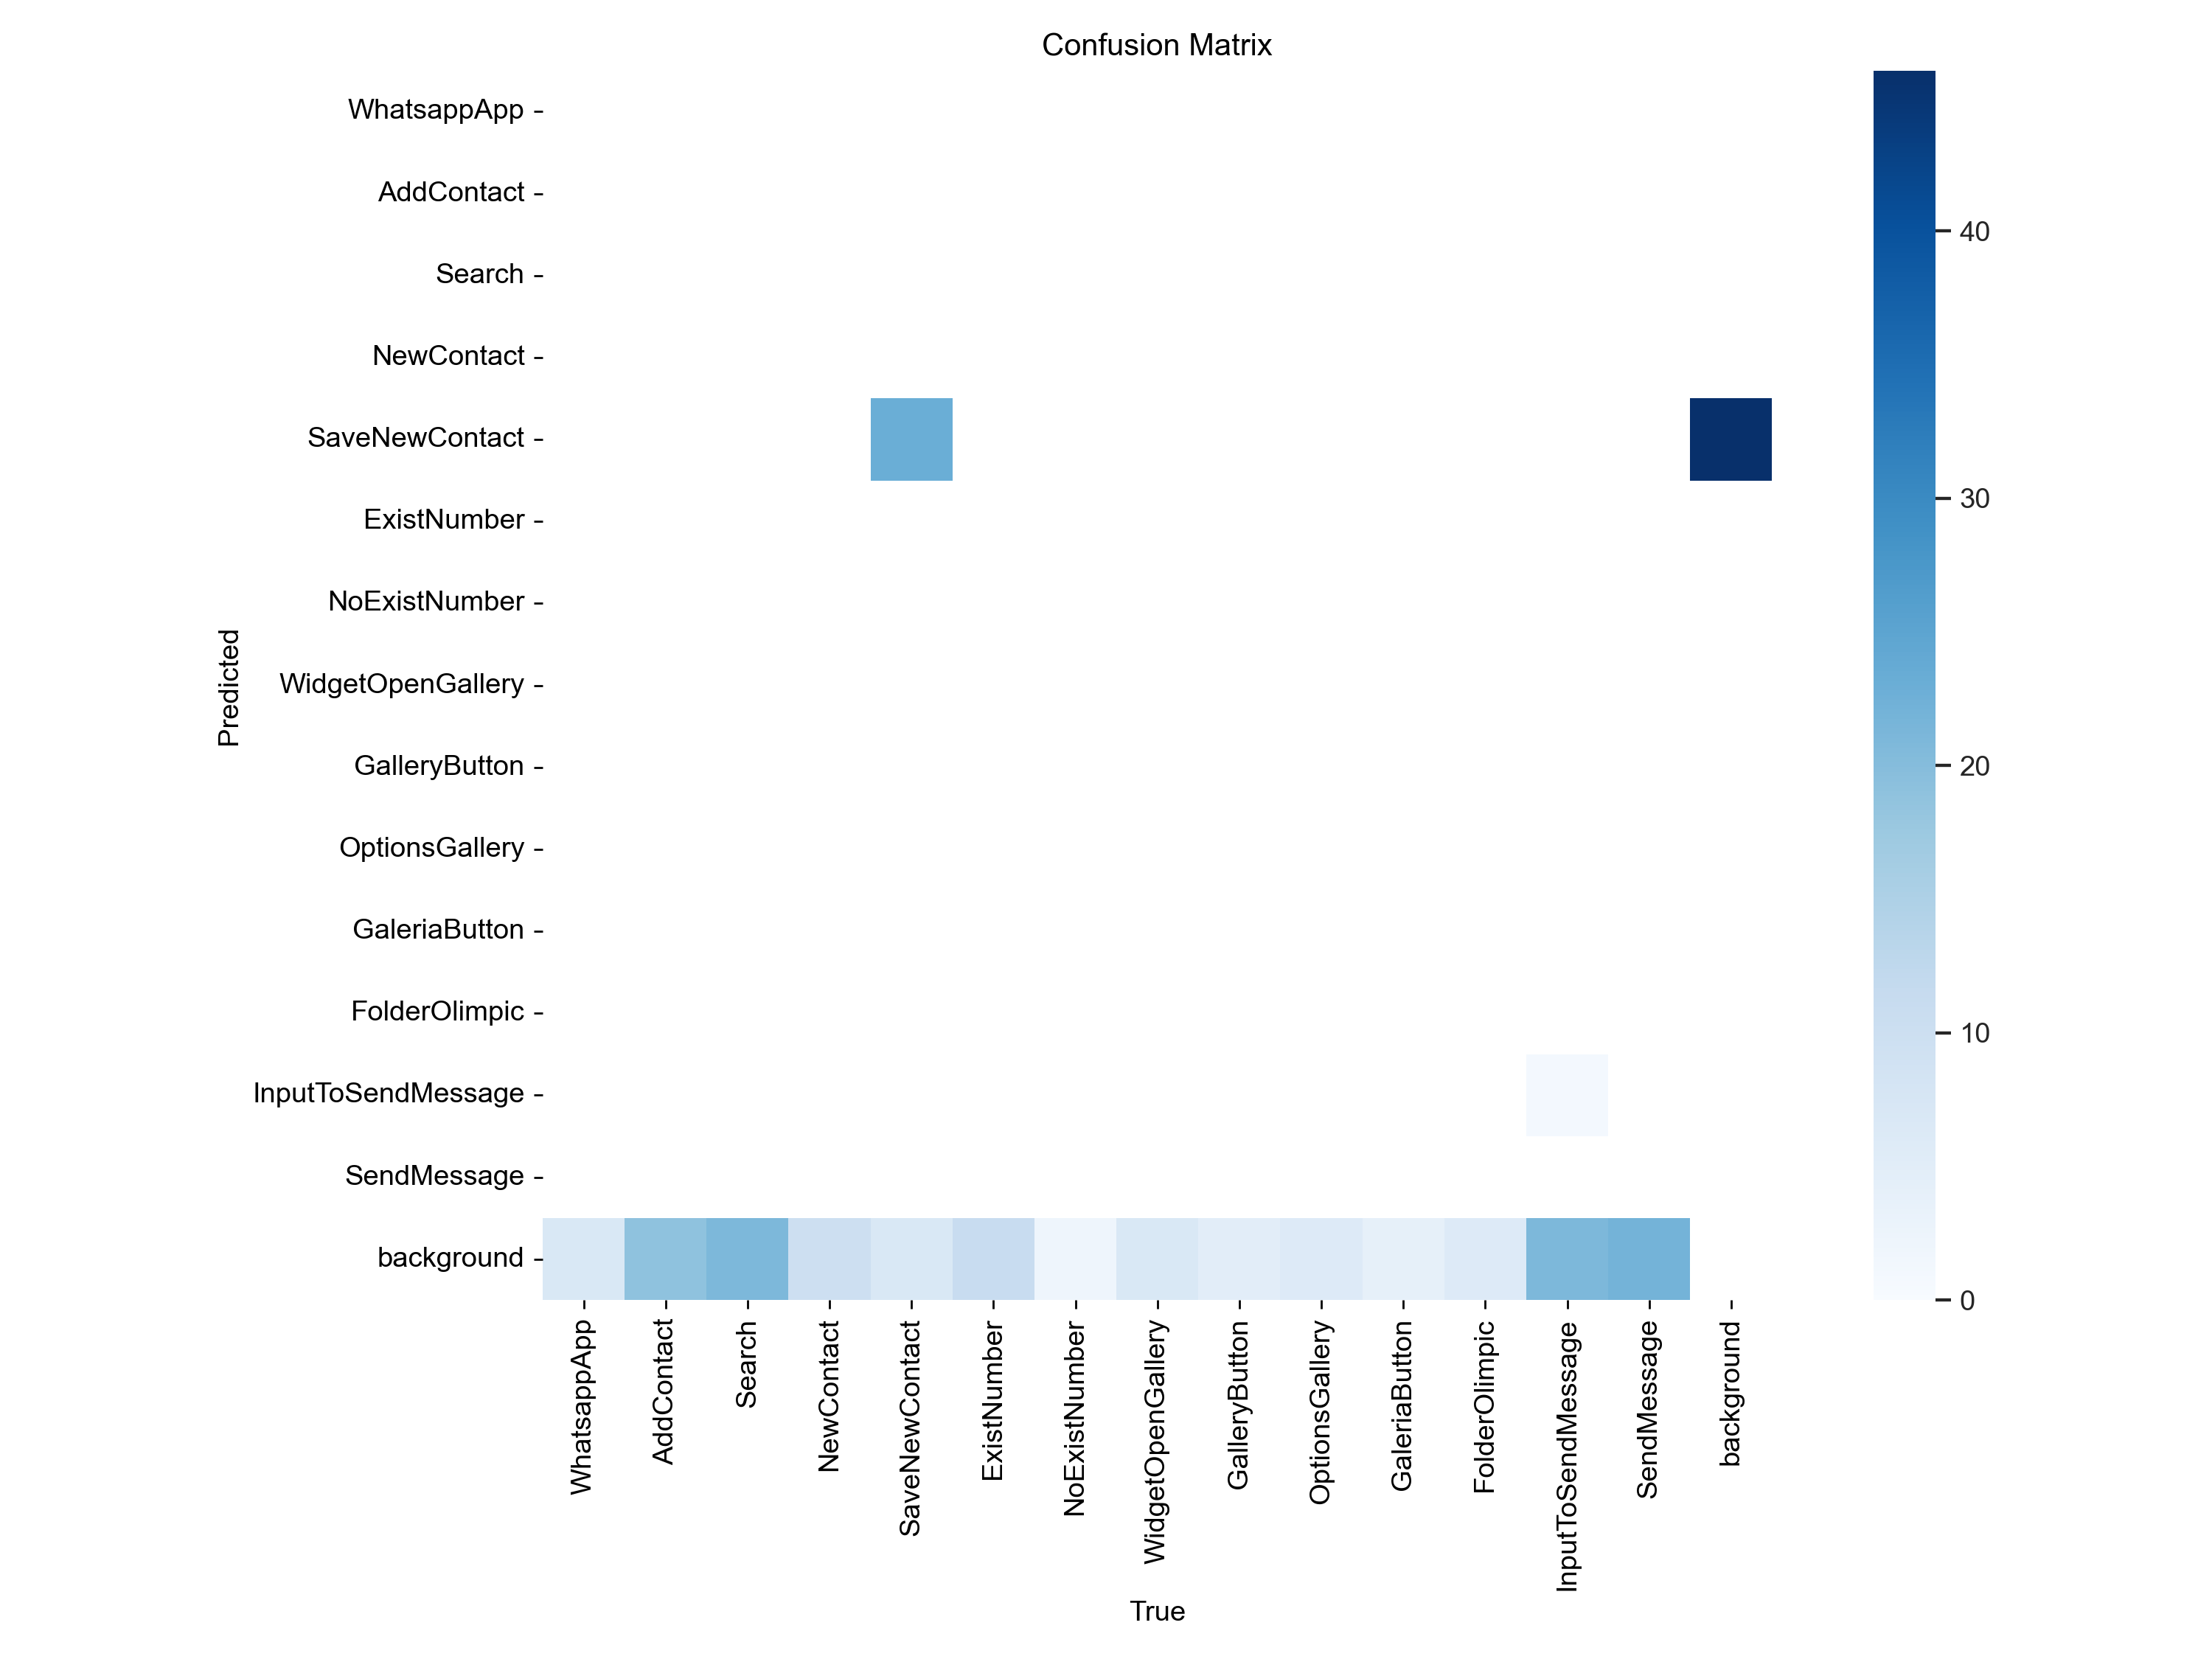 Confusion Matrix
WhatsappApp
AddContact
Search
NewContact
SaveNewContact
ExistNumber
NoExistNumber
WidgetOpenGallery
GalleryButton
OptionsGallery
GaleriaButton
FolderOlimpic
InputToSendMessage
SendMessage
background
Predicted
WhatsappApp
AddContact
Search
NewContact
SaveNewContact
ExistNumber
NoExistNumber
WidgetOpenGallery
GalleryButton
OptionsGallery
GaleriaButton
FolderOlimpic
InputToSendMessage
SendMessage
background
True
40
30
20
10
0